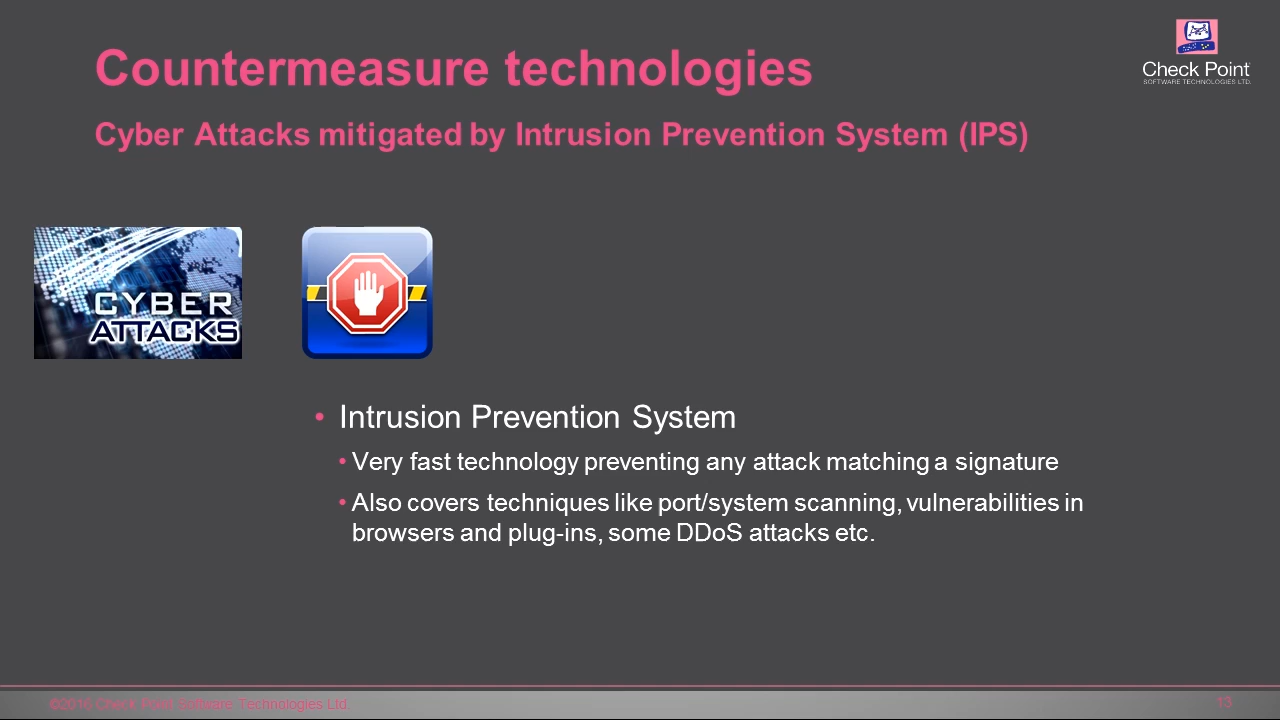 Countermeasure technologies
Check Point
SOFTWARE TECHNOLOGIES LTD.
Cyber Attacks mitigated by Intrusion Prevention System (IPS)
CYBER
ATTACKS
• Intrusion Prevention System
• Very fast technology preventing any attack matching a signature
• Also covers techniques like port/system scanning, vulnerabilities in
browsers and plug-ins, some DDoS attacks etc.
©2016 Check Point Software Technologies Ltd.
13